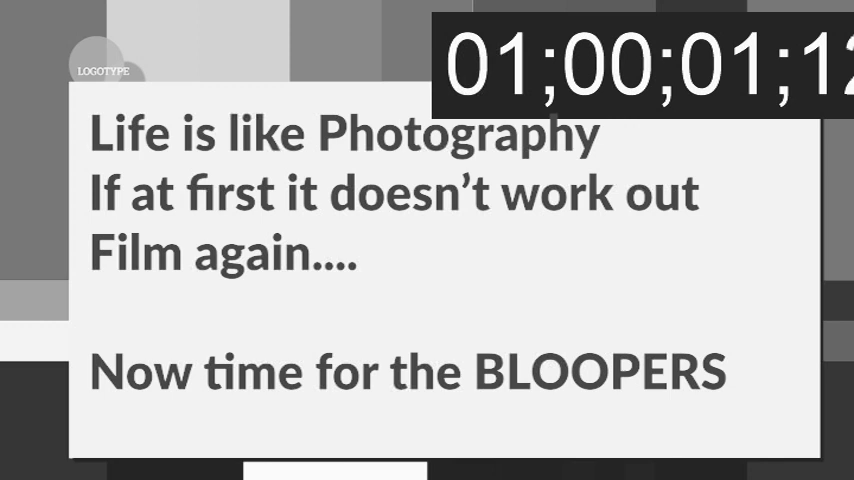 LOGOTYPE
01;00;01;12
Life is like Photography
If at first it doesn’t work out
Film again....
Now time for the BLOOPERS